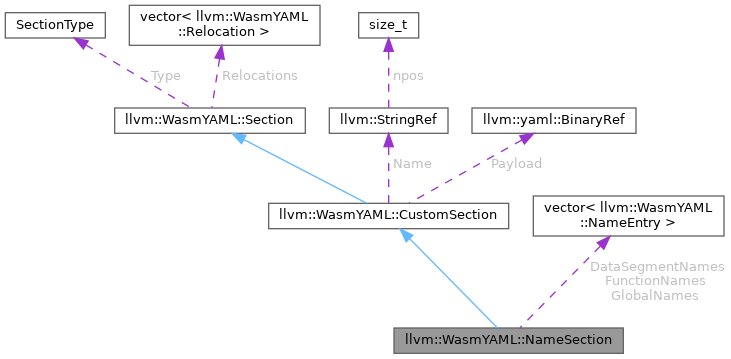 SectionType
vector< llvm::WasmYAML
::Relocation >
size_t
Type
Relocations
npos
llvm::WasmYAML::Section
llvm::StringRef
llvm::yaml::BinaryRef
Name
Payload
llvm::WasmYAML::CustomSection
vector< llvm::WasmYAML
::NameEntry >
DataSegmentNames
FunctionNames
GlobalNames
llvm::WasmYAML::NameSection